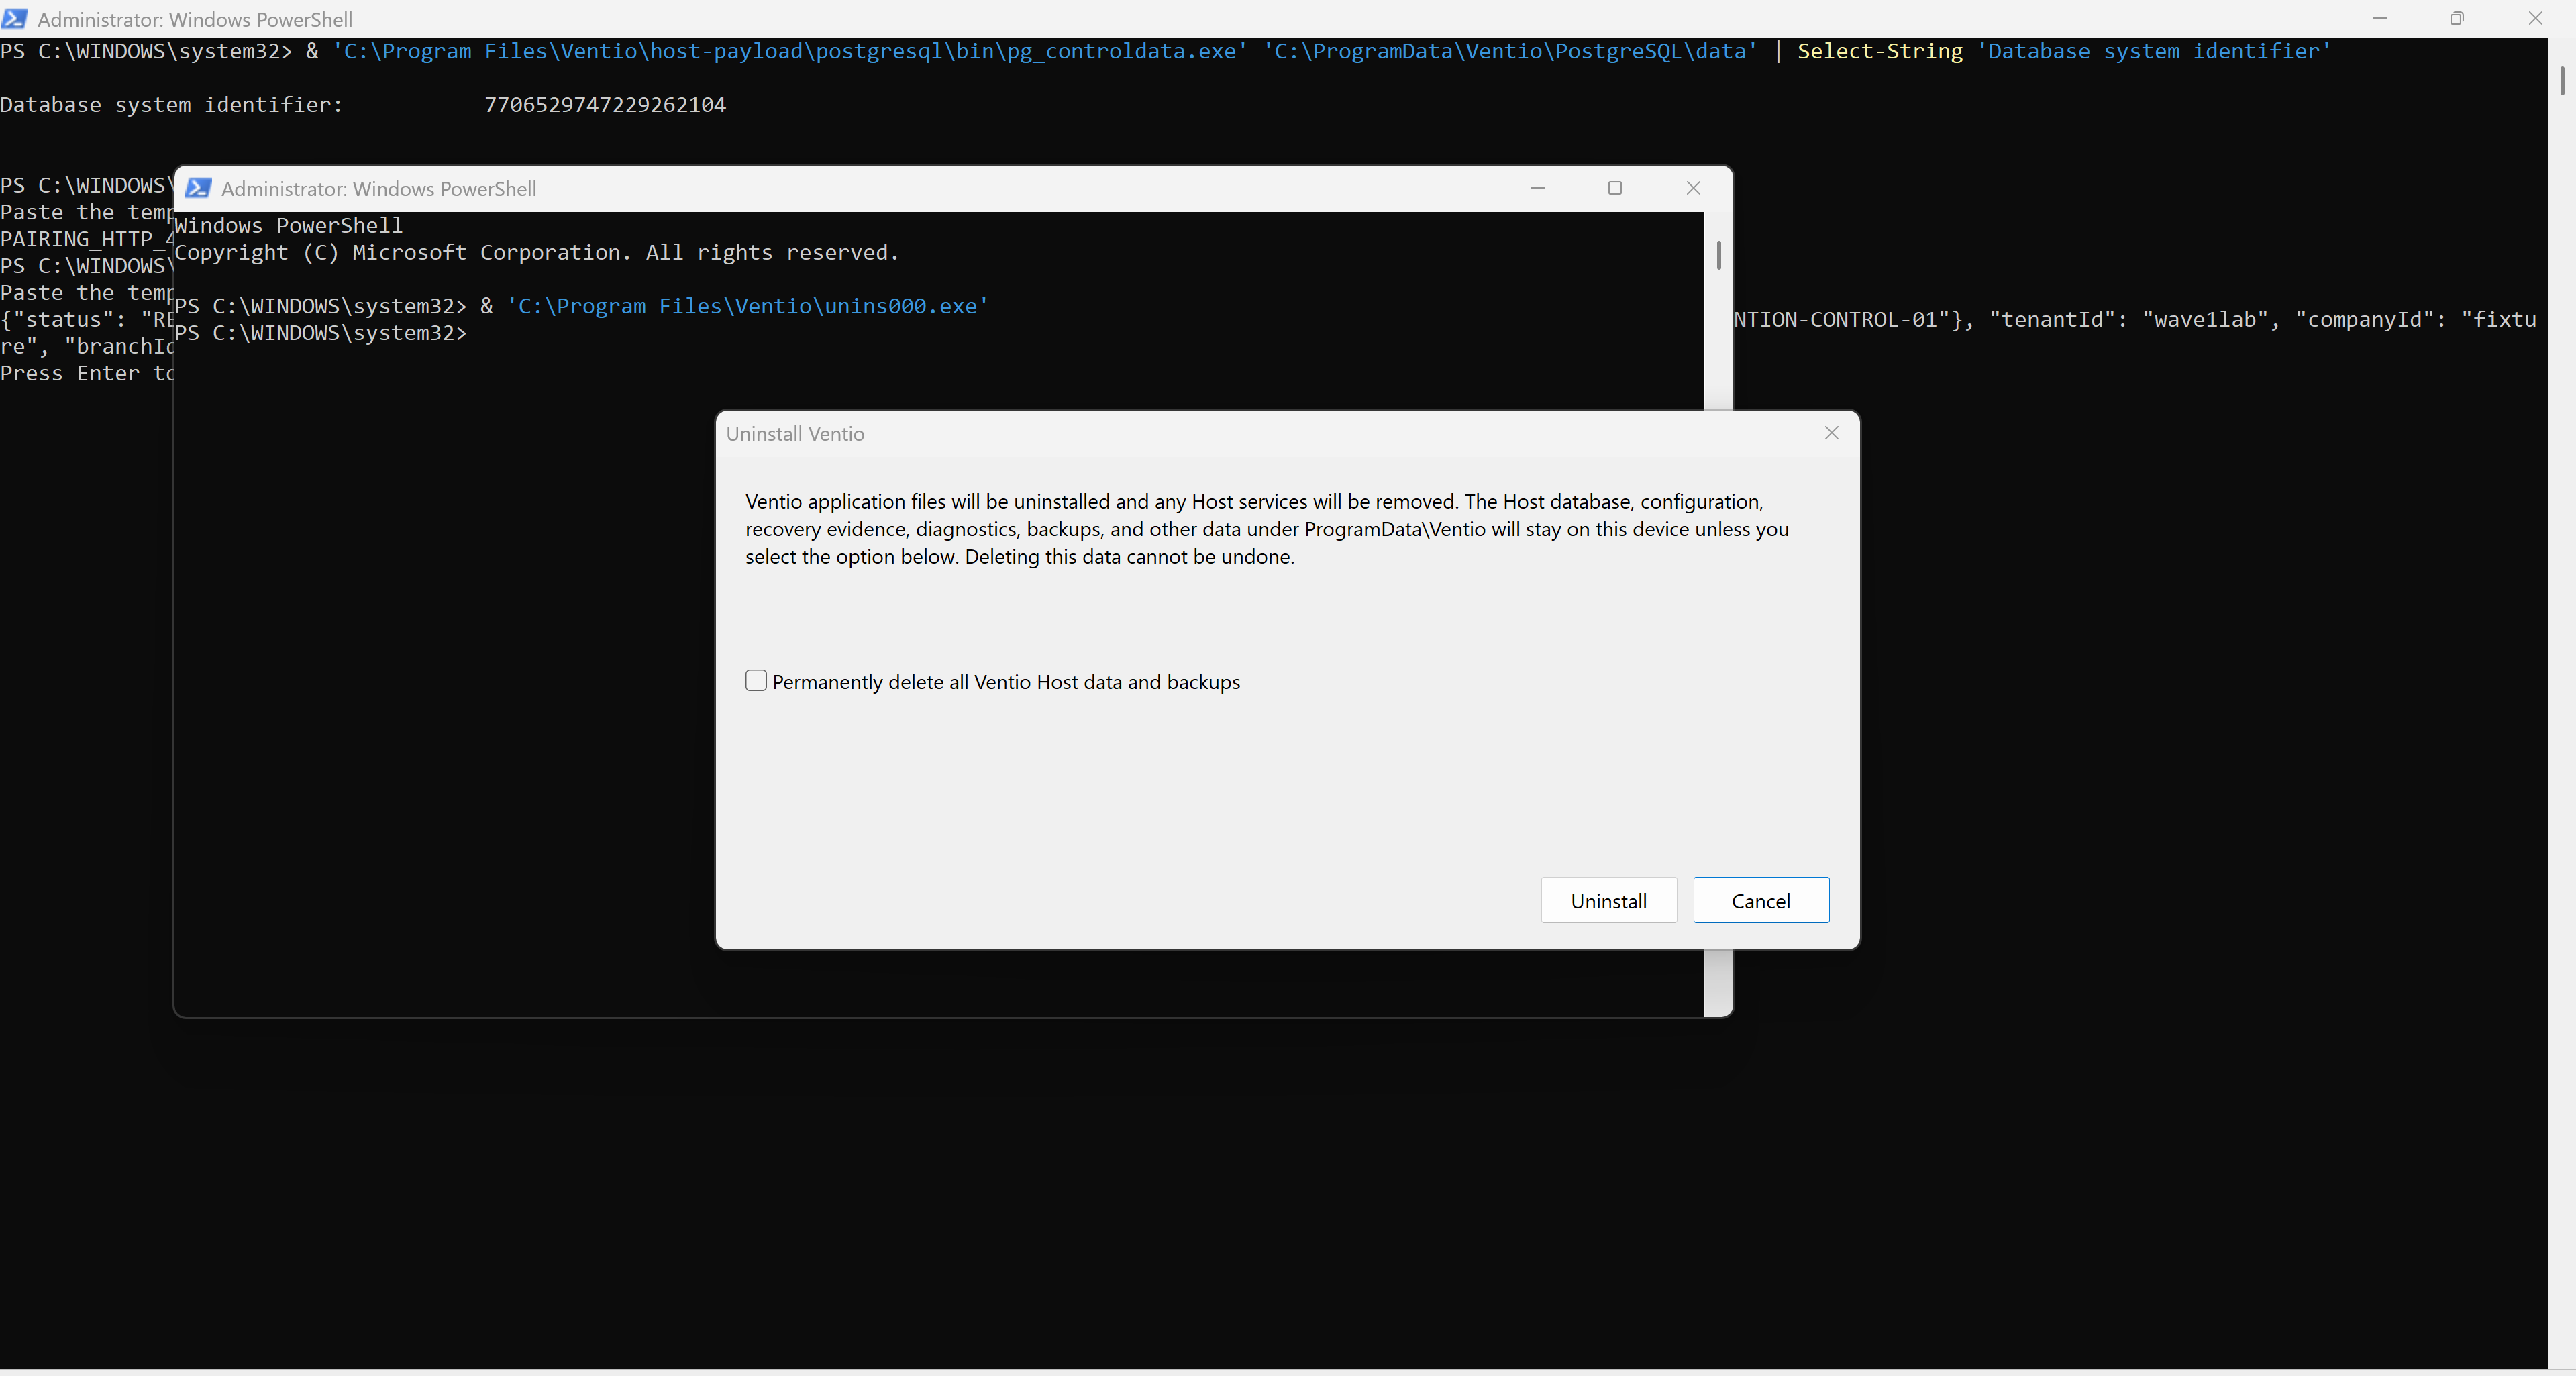 Administrator: Windows PowerShell
PS C:\WINDOWS\system32> & 'C:\Program Files\Ventio\host-payload\postgresql\bin\pg_controldata.exe' 'C:\ProgramData\Ventio\PostgreSQL\data' | Select-String 'Database system identifier'
Database system identifier: 7706529747229262104
PS C:\WINDOWS\
Paste the
PAIRING_HTTP_
PS C:\WINDOWS\
Paste the
{"status": NTION-CONTROL-01"}, "tenantId": "wave1lab", "companyId": "fixtu
re",
Press Enter
Administrator: Windows PowerShell
Windows PowerShell
Copyright (C) Microsoft Corporation. All rights reserved.
PS C:\WINDOWS\system32> & 'C:\Program Files\Ventio\unins000.exe'
PS C:\WINDOWS\system32>
Uninstall Ventio
Ventio application files will be uninstalled and any Host services will be removed. The Host database, configuration,
recovery evidence, diagnostics, backups, and other data under ProgramData\Ventio will stay on this device unless you
select the option below. Deleting this data cannot be undone.
Permanently delete all Ventio Host data and backups
Uninstall
Cancel